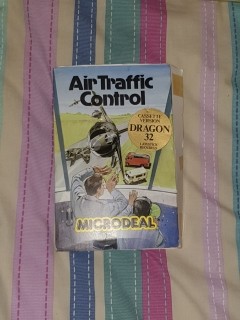 Air Traffic
Control
CASSETTE
VERSION
DRAGON
32
MICRODEAL